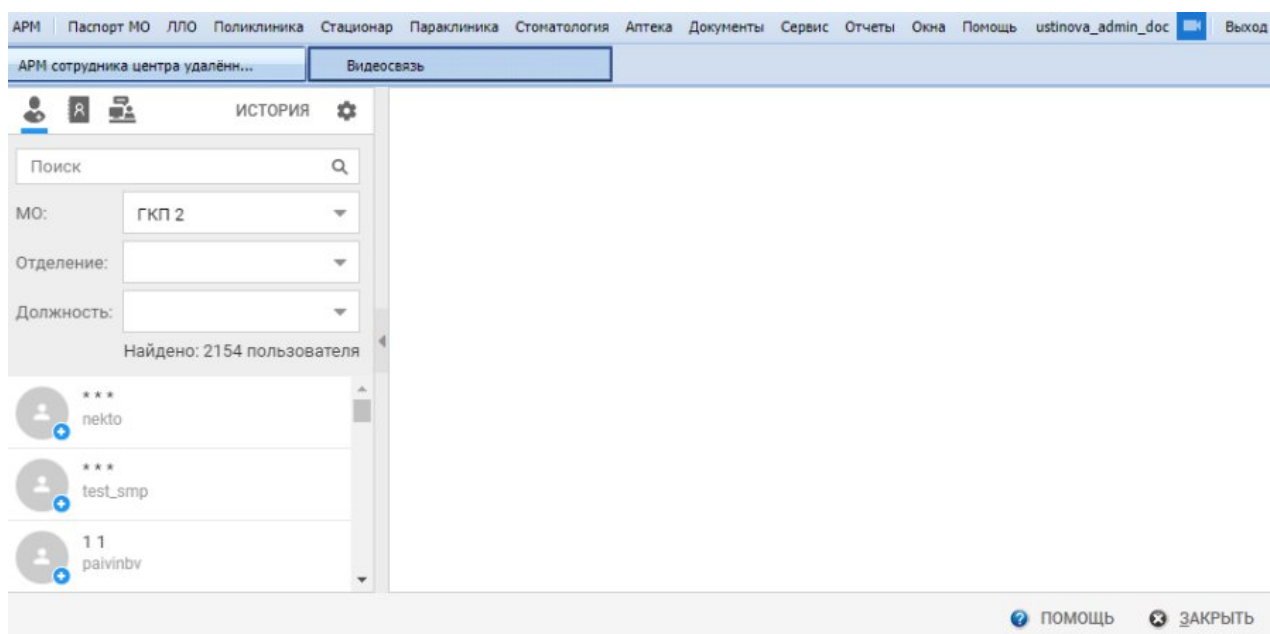 АРМ Паспорт МО ЛЛО Поликлиника Стационар Параклиника Стоматология Аптека Документы Сервис Отчеты Окна Помощь ustinova_admin_doc Выход
АРМ сотрудника центра удалённ... Видеосвязь
ИСТОРИЯ
Поиск
МО: ГКП 2
Отделение:
Должность:
Найдено: 2154 пользователя
* * *
nekto
* * *
test_smp
1 1
paivinbv
ПОМОЩЬ ЗАКРЫТЬ